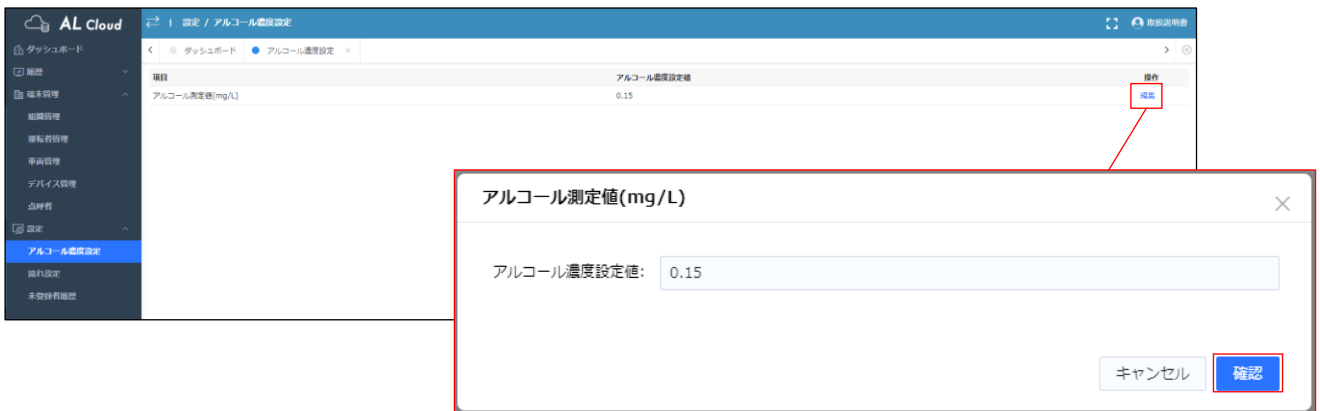 AL Cloud
設定 / アルコール濃度設定
取扱説明書
ダッシュボード
ダッシュボード
アルコール濃度設定
履歴
項目
アルコール濃度設定値
操作
端末管理
アルコール測定値(mg/L)
0.15
編集
組織管理
運転者管理
車両管理
デバイス管理
点呼者
設定
アルコール濃度設定
流れ設定
未登録者履歴
アルコール測定値(mg/L)
アルコール濃度設定値:
0.15
キャンセル
確認